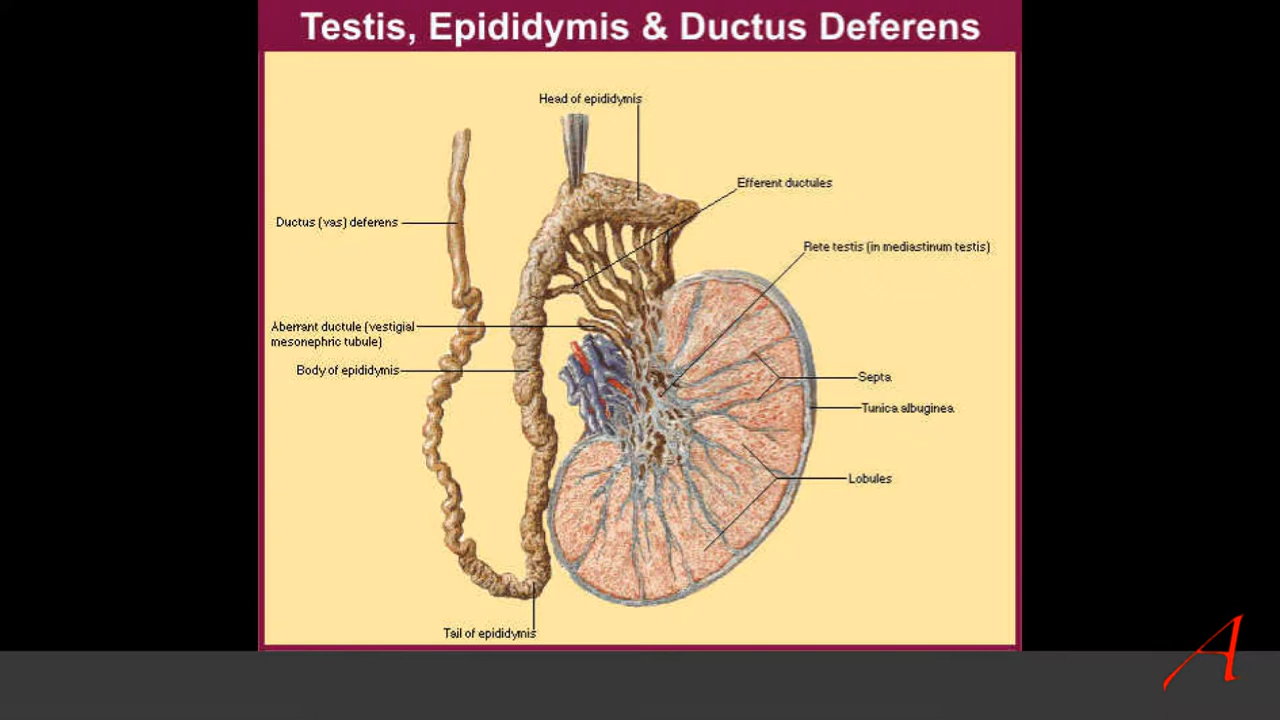 Testis, Epididymis & Ductus Deferens
Head of epididymis
Efferent ductules
Ductus (vas) deferens
Rete testis (in mediastinum testis)
Aberrant ductule (vestigial
mesonephric tubule)
Body of epididymis
Septa
Tunica albuginea
Lobules
Tail of epididymis
A